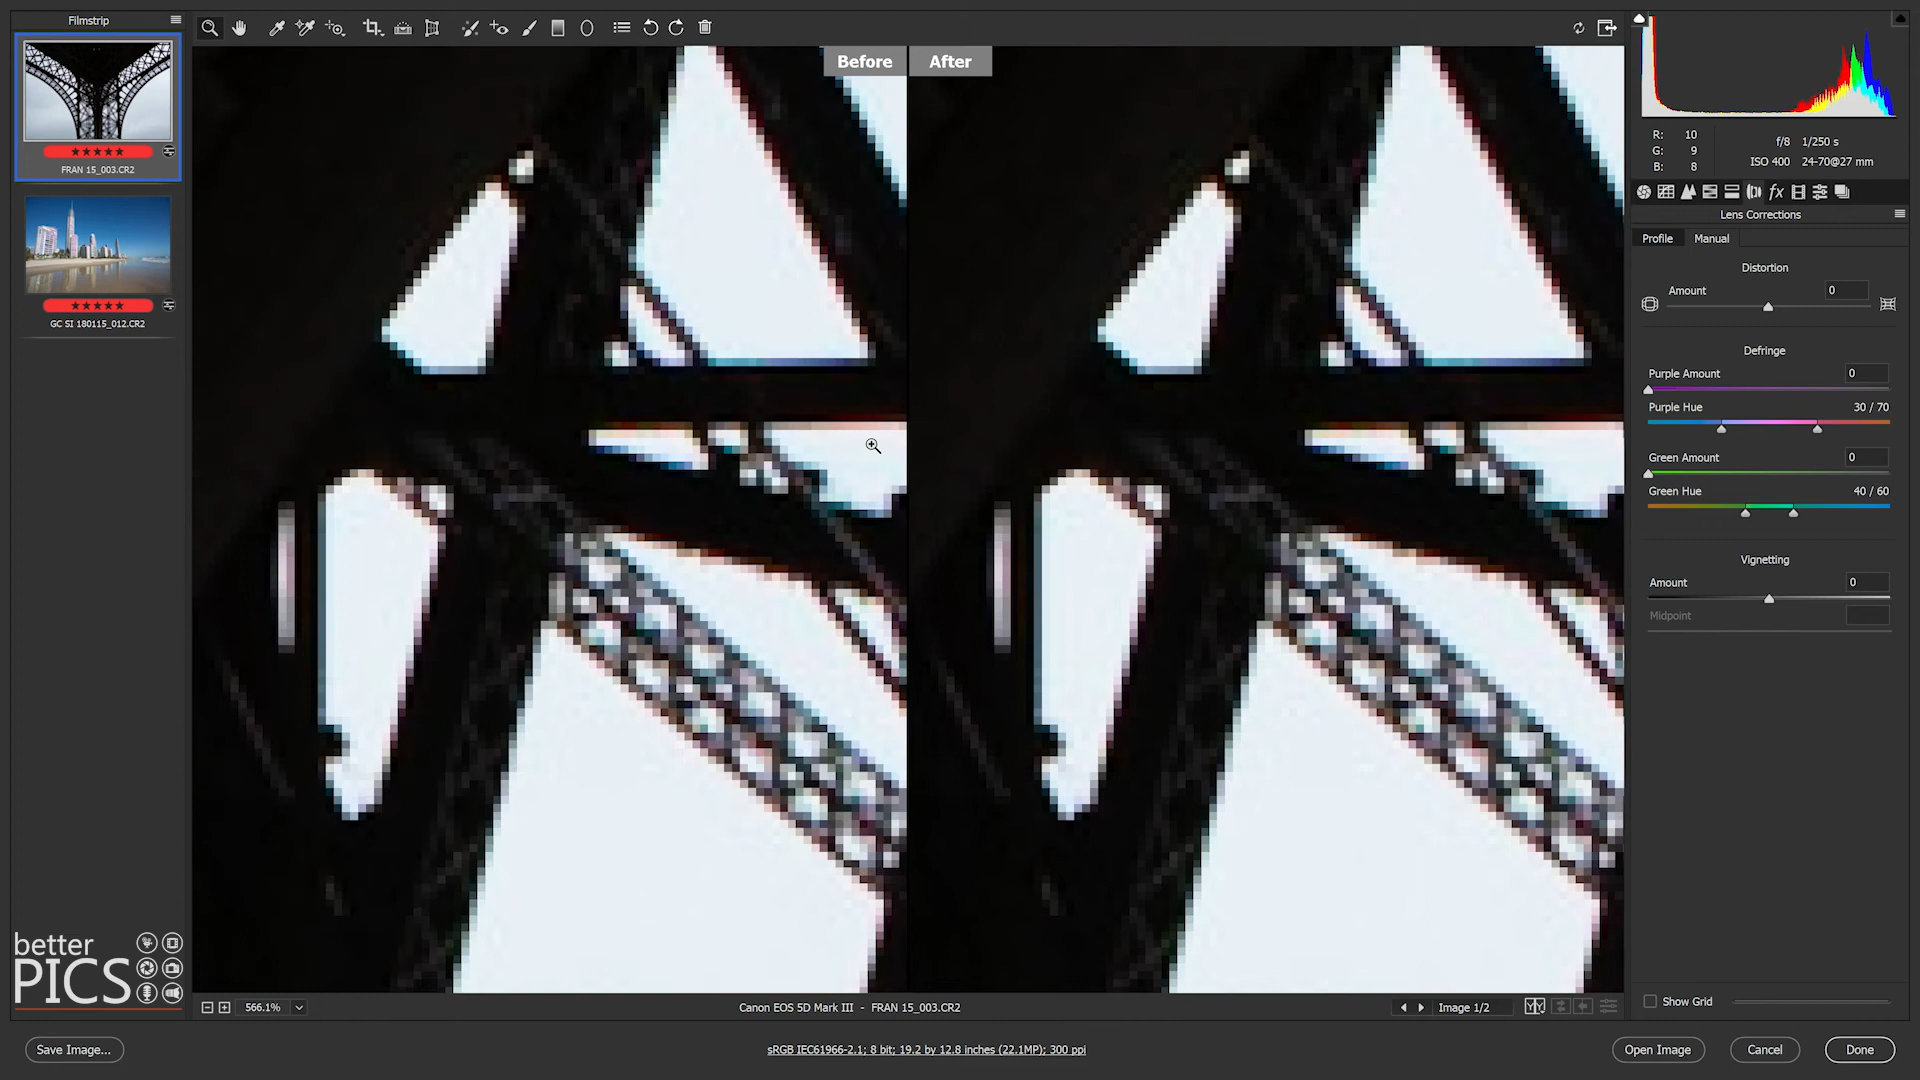 Filmstrip
FRAN 15_003.CR2
GC SI 180115_012.CR2
better
PICS
Before
After
566.1%
Canon EOS 5D Mark III - FRAN 15_003.CR2
Image 1/2
R: 10
G: 9
B: 8
f/8 1/250 s
ISO 400 24-70@27 mm
fx
Lens Corrections
Profile
Manual
Distortion
Amount 0
Defringe
Purple Amount 0
Purple Hue 30 / 70
Green Amount 0
Green Hue 40 / 60
Vignetting
Amount 0
Midpoint
Show Grid
Save Image...
sRGB IEC61966-2.1; 8 bit; 19.2 by 12.8 inches (22.1MP); 300 ppi
Open Image
Cancel
Done